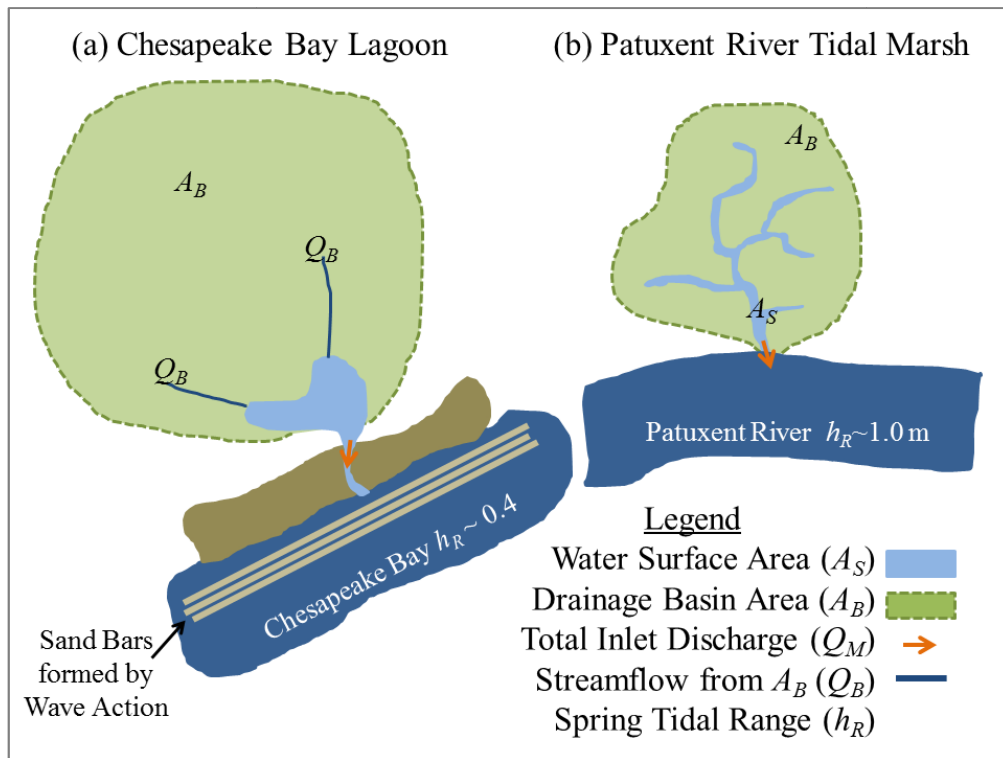 (a) Chesapeake Bay Lagoon
A_B
Q_B
Q_B
Chesapeake Bay h_R~ 0.4
Sand Bars
formed by
Wave Action
(b) Patuxent River Tidal Marsh
A_B
A_S
Patuxent River h_R~1.0 m
Legend
Water Surface Area (A_S)
Drainage Basin Area (A_B)
Total Inlet Discharge (Q_M)
Streamflow from A_B (Q_B)
Spring Tidal Range (h_R)